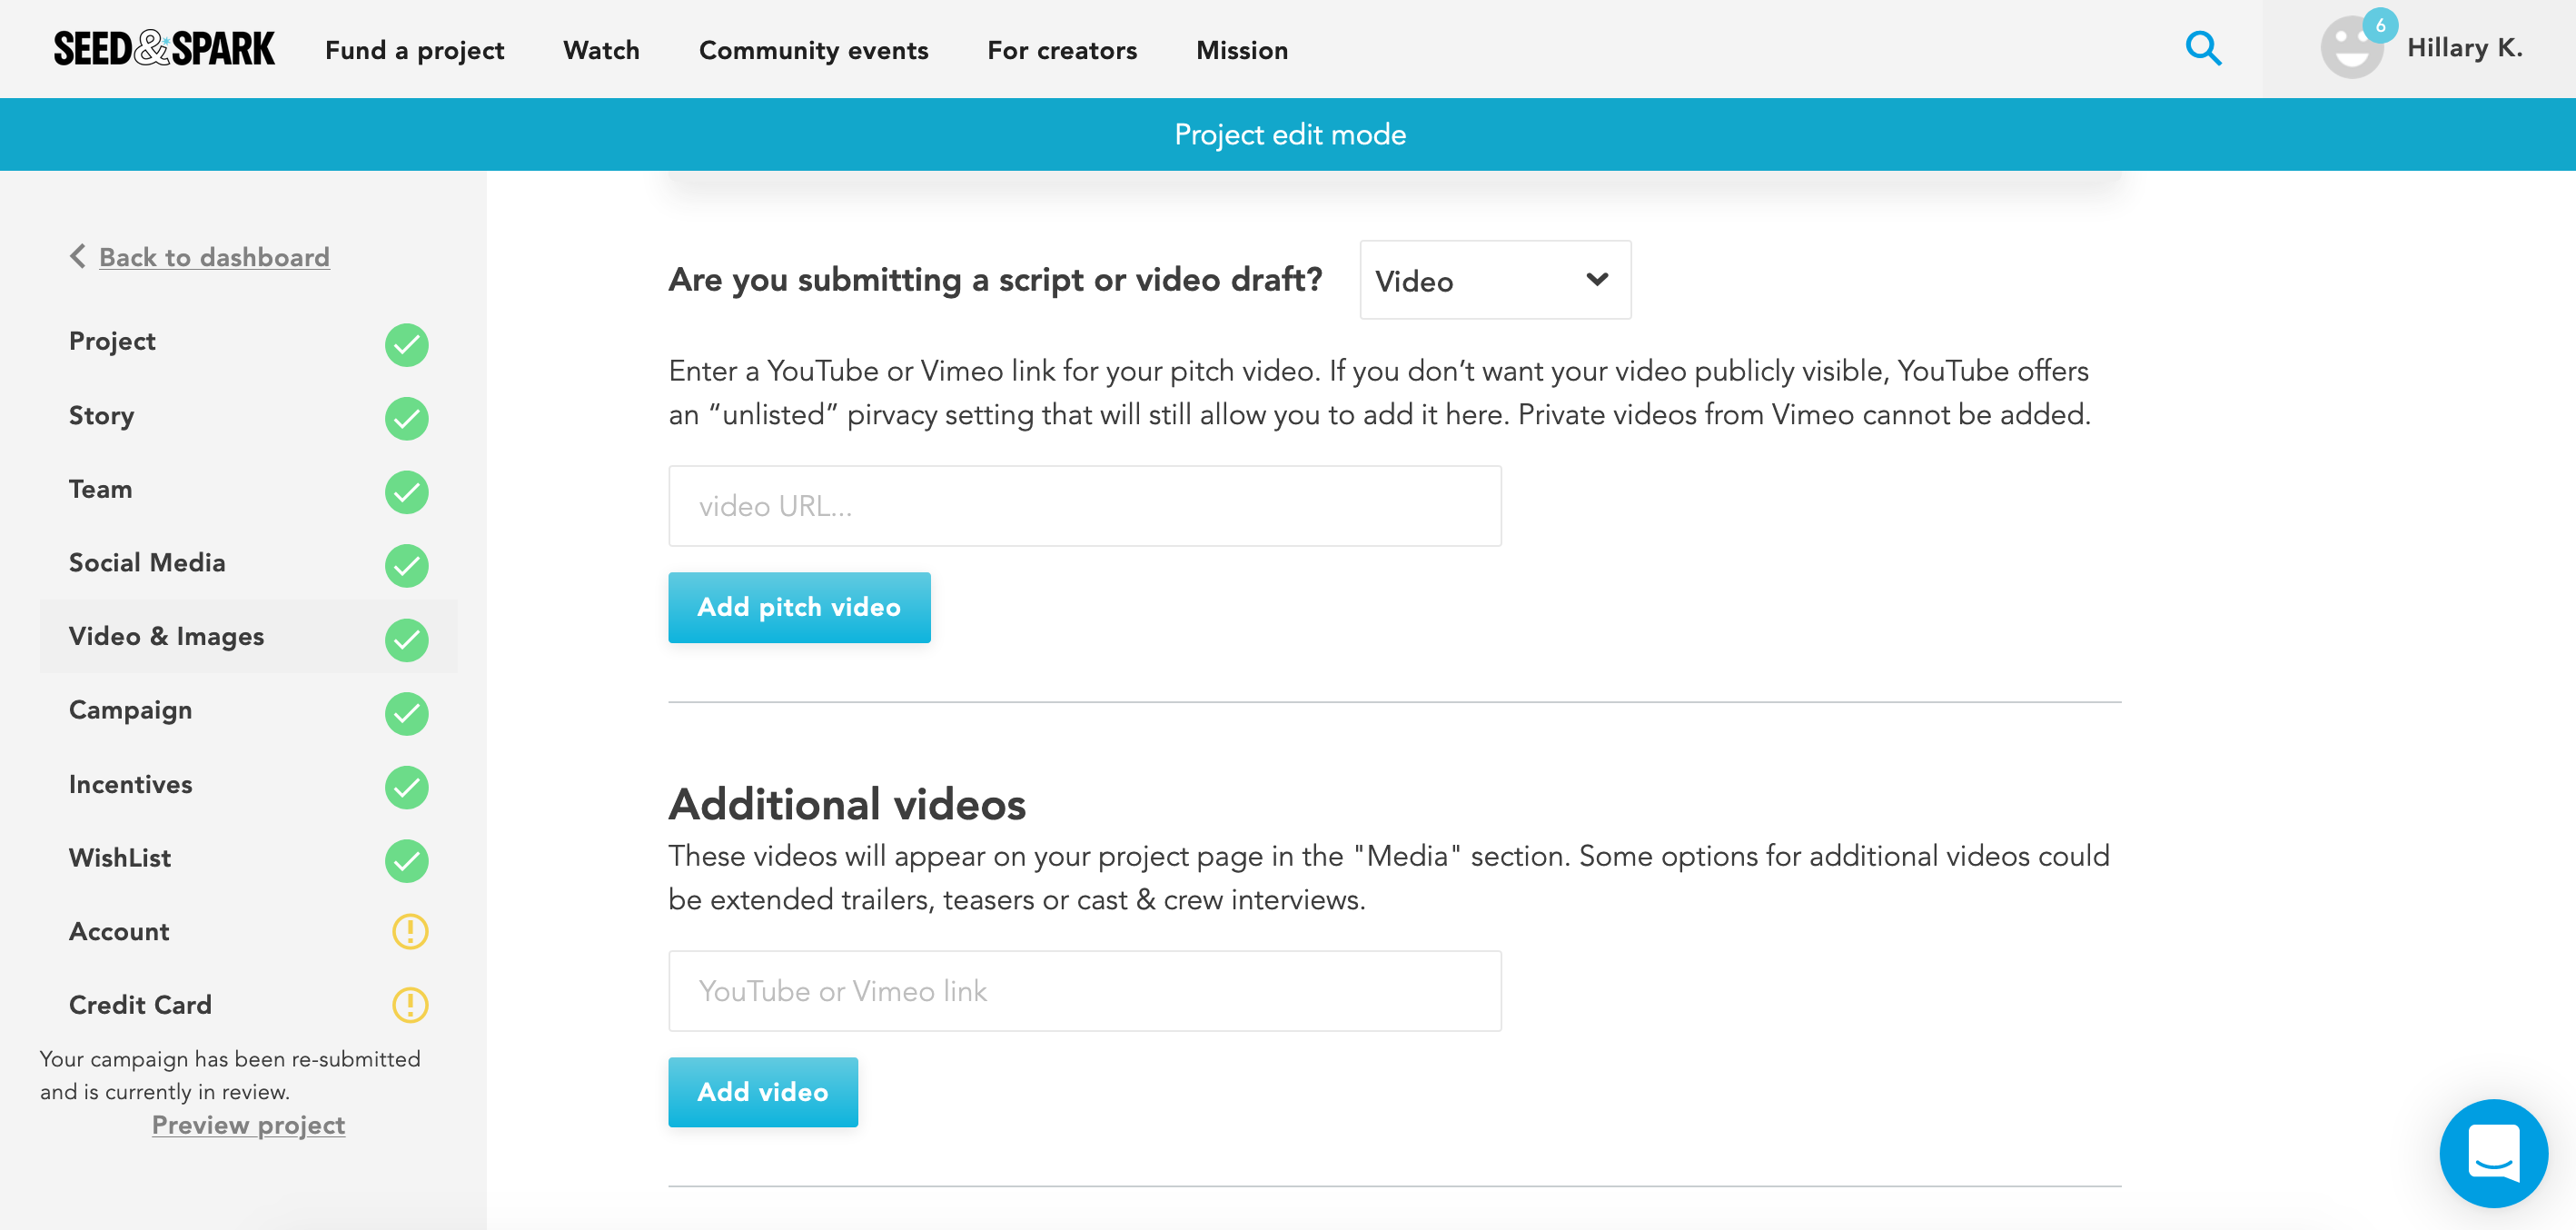 SEED&SPARK
Fund a project
Watch
Community events
For creators
Mission
6
Hillary K.
Project edit mode
Back to dashboard
Project
Story
Team
Social Media
Video & Images
Campaign
Incentives
WishList
Account
Credit Card
Your campaign has been re-submitted
and is currently in review.
Preview project
Are you submitting a script or video draft?
Video
Enter a YouTube or Vimeo link for your pitch video. If you don’t want your video publicly visible, YouTube offers
an “unlisted” pirvacy setting that will still allow you to add it here. Private videos from Vimeo cannot be added.
video URL...
Add pitch video
Additional videos
These videos will appear on your project page in the "Media" section. Some options for additional videos could
be extended trailers, teasers or cast & crew interviews.
YouTube or Vimeo link
Add video